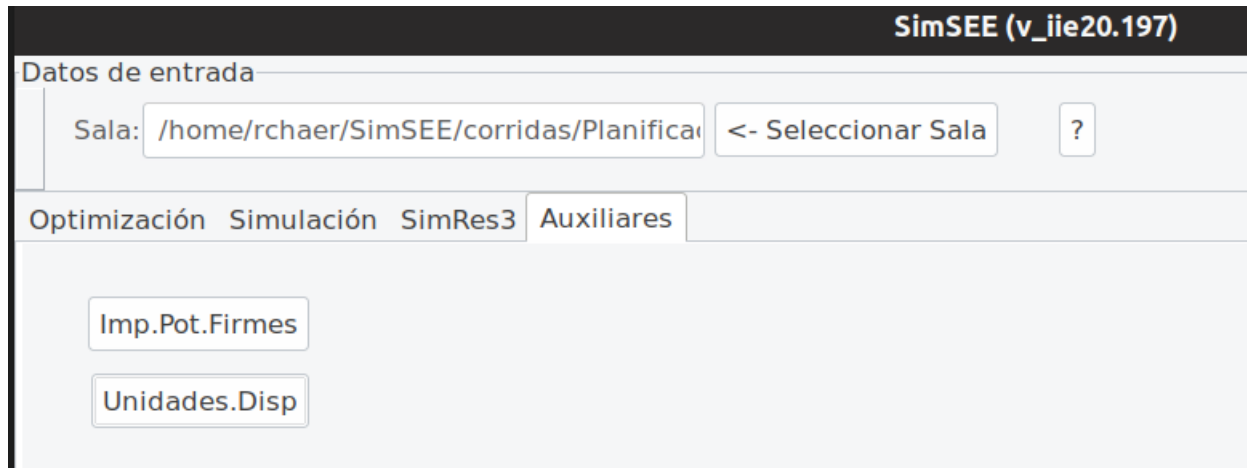 SimSEE (v_iie20.197)
Datos de entrada
Sala: /home/rchaer/SimSEE/corridas/Planifica <- Seleccionar Sala ?
Optimización Simulación SimRes3 Auxiliares
Imp.Pot.Firmes
Unidades.Disp